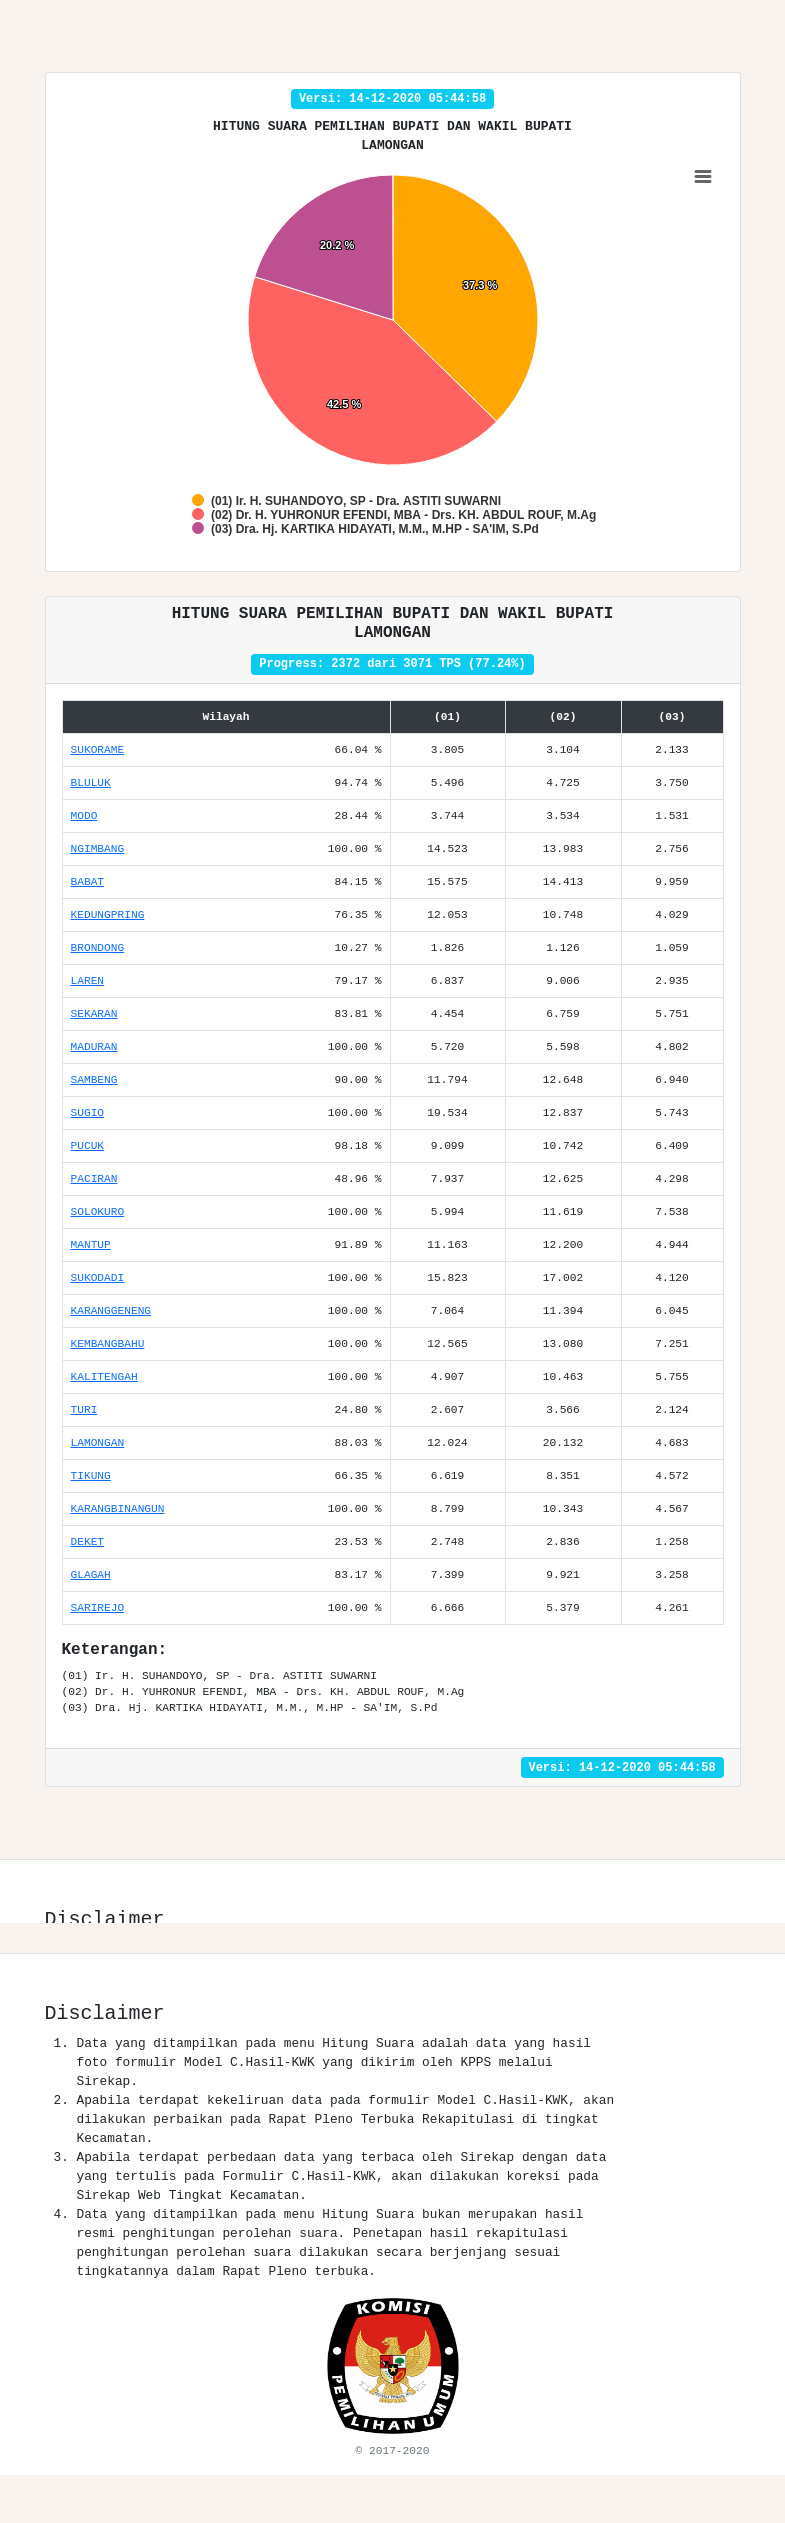 Versi: 14-12-2020 05:44:58
HITUNG SUARA PEMILIHAN BUPATI DAN WAKIL BUPATI
LAMONGAN
20.2 %
37.3 %
42.5 %
(01) Ir. H. SUHANDOYO, SP - Dra. ASTITI SUWARNI
(02) Dr. H. YUHRONUR EFENDI, MBA - Drs. KH. ABDUL ROUF, M.Ag
(03) Dra. Hj. KARTIKA HIDAYATI, M.M., M.HP - SA'IM, S.Pd
HITUNG SUARA PEMILIHAN BUPATI DAN WAKIL BUPATI
LAMONGAN
Progress: 2372 dari 3071 TPS (77.24%)
Wilayah (01) (02) (03)
SUKORAME 66.04 % 3.805 3.104 2.133
BLULUK 94.74 % 5.496 4.725 3.750
MODO 28.44 % 3.744 3.534 1.531
NGIMBANG 100.00 % 14.523 13.983 2.756
BABAT 84.15 % 15.575 14.413 9.959
KEDUNGPRING 76.35 % 12.053 10.748 4.029
BRONDONG 10.27 % 1.826 1.126 1.059
LAREN 79.17 % 6.837 9.006 2.935
SEKARAN 83.81 % 4.454 6.759 5.751
MADURAN 100.00 % 5.720 5.598 4.802
SAMBENG 90.00 % 11.794 12.648 6.940
SUGIO 100.00 % 19.534 12.837 5.743
PUCUK 98.18 % 9.099 10.742 6.409
PACIRAN 48.96 % 7.937 12.625 4.298
SOLOKURO 100.00 % 5.994 11.619 7.538
MANTUP 91.89 % 11.163 12.200 4.944
SUKODADI 100.00 % 15.823 17.002 4.120
KARANGGENENG 100.00 % 7.064 11.394 6.045
KEMBANGBAHU 100.00 % 12.565 13.080 7.251
KALITENGAH 100.00 % 4.907 10.463 5.755
TURI 24.80 % 2.607 3.566 2.124
LAMONGAN 88.03 % 12.024 20.132 4.683
TIKUNG 66.35 % 6.619 8.351 4.572
KARANGBINANGUN 100.00 % 8.799 10.343 4.567
DEKET 23.53 % 2.748 2.836 1.258
GLAGAH 83.17 % 7.399 9.921 3.258
SARIREJO 100.00 % 6.666 5.379 4.261
Keterangan:
(01) Ir. H. SUHANDOYO, SP - Dra. ASTITI SUWARNI
(02) Dr. H. YUHRONUR EFENDI, MBA - Drs. KH. ABDUL ROUF, M.Ag
(03) Dra. Hj. KARTIKA HIDAYATI, M.M., M.HP - SA'IM, S.Pd
Versi: 14-12-2020 05:44:58
Disclaimer
Disclaimer
1. Data yang ditampilkan pada menu Hitung Suara adalah data yang hasil
foto formulir Model C.Hasil-KWK yang dikirim oleh KPPS melalui
Sirekap.
2. Apabila terdapat kekeliruan data pada formulir Model C.Hasil-KWK, akan
dilakukan perbaikan pada Rapat Pleno Terbuka Rekapitulasi di tingkat
Kecamatan.
3. Apabila terdapat perbedaan data yang terbaca oleh Sirekap dengan data
yang tertulis pada Formulir C.Hasil-KWK, akan dilakukan koreksi pada
Sirekap Web Tingkat Kecamatan.
4. Data yang ditampilkan pada menu Hitung Suara bukan merupakan hasil
resmi penghitungan perolehan suara. Penetapan hasil rekapitulasi
penghitungan perolehan suara dilakukan secara berjenjang sesuai
tingkatannya dalam Rapat Pleno terbuka.
KOMISI
PEMILIHAN UMUM
© 2017-2020